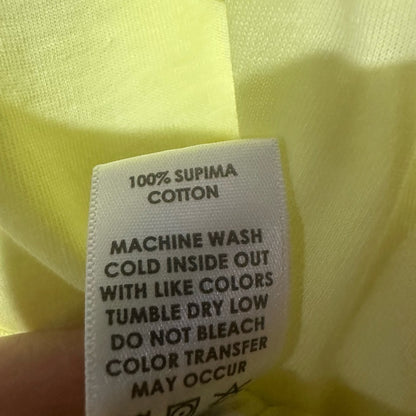 100% SUPIMA
COTTON
MACHINE WASH
COLD INSIDE OUT
WITH LIKE COLORS
TUMBLE DRY LOW
DO NOT BLEACH
COLOR TRANSFER
MAY OCCUR